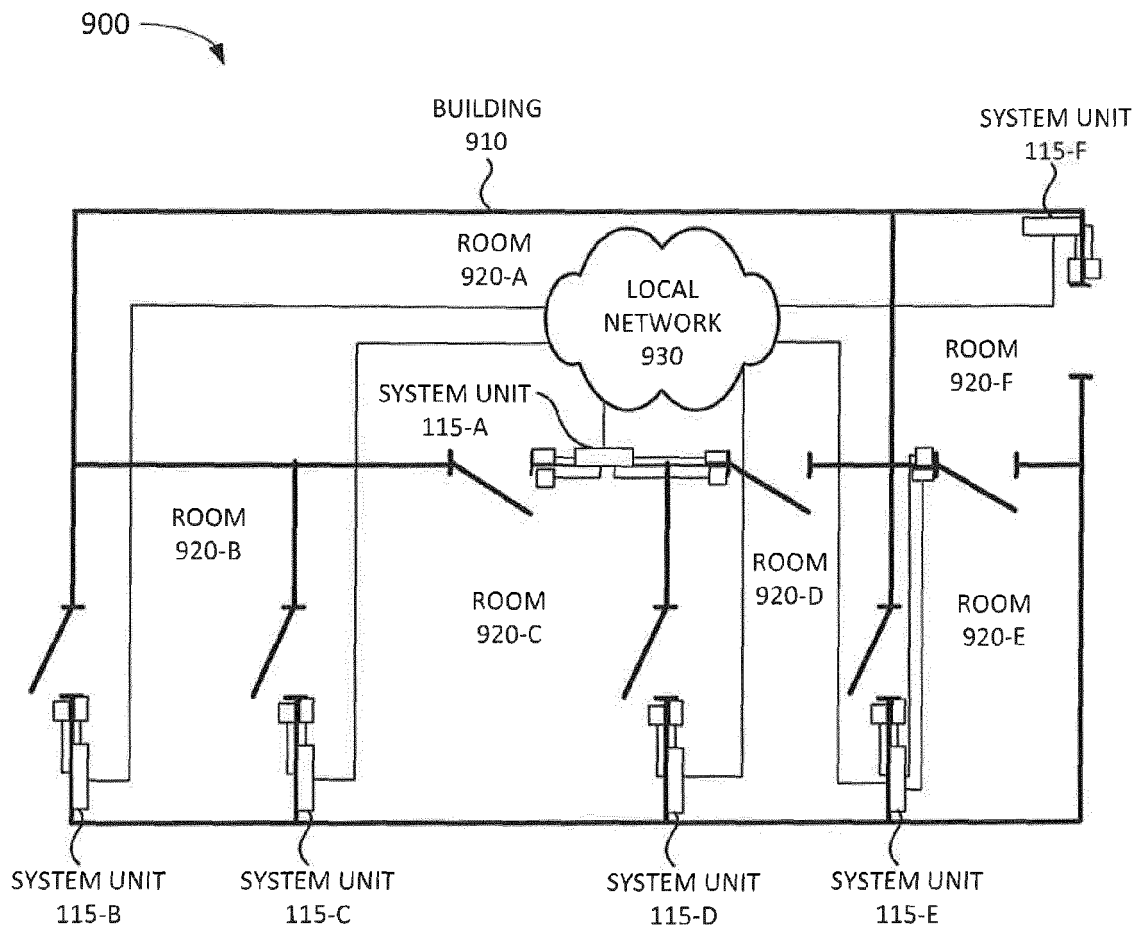 900
BUILDING
910
SYSTEM UNIT
115-F
ROOM
920-A
LOCAL
NETWORK
930
ROOM
920-F
SYSTEM UNIT
115-A
ROOM
920-B
ROOM
920-C
ROOM
920-D
ROOM
920-E
SYSTEM UNIT
115-B
SYSTEM UNIT
115-C
SYSTEM UNIT
115-D
SYSTEM UNIT
115-E